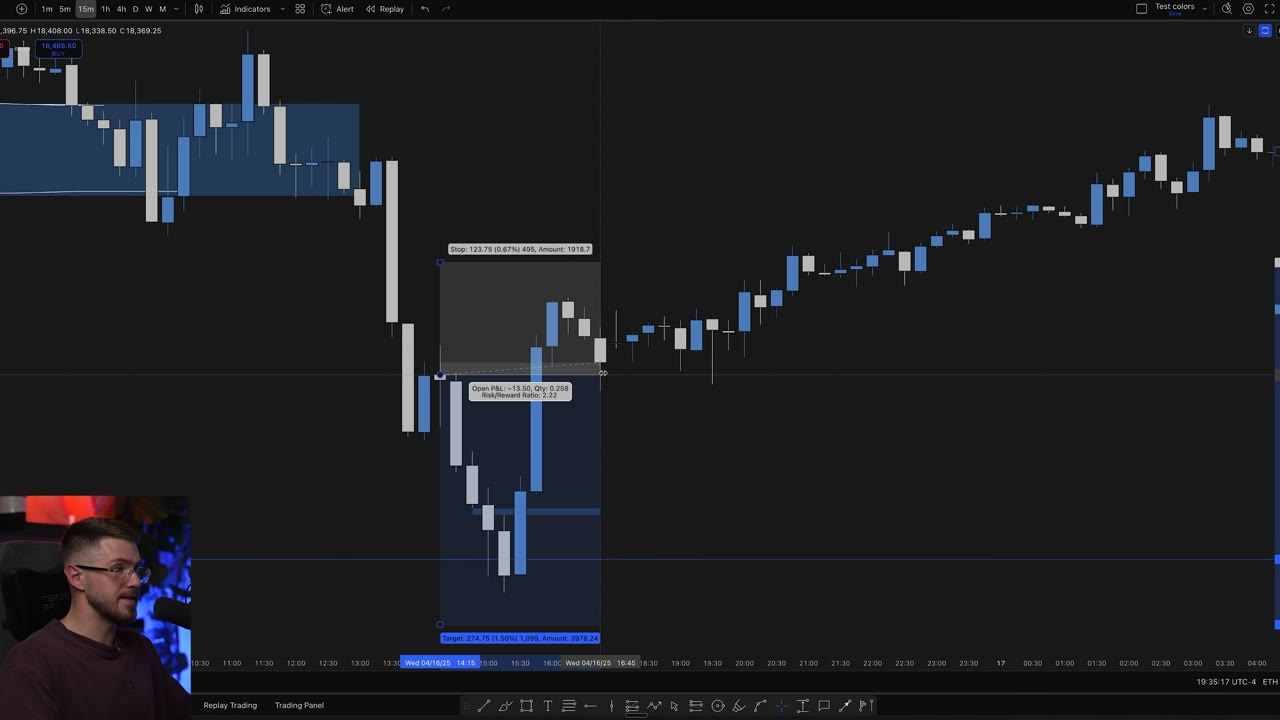 1m 5m 15m 1h 4h D W M Indicators Alert Replay Test colors
Save
,396.75 H18,408.00 L18,338.50 C18,369.25
18,465.50
BUY
Stop: 123.75 (0.67%) 495, Amount: 1918.7
Open P&L: −13.50, Qty: 0.258
Risk/Reward Ratio: 2.22
Target: 274.75 (1.50%) 1,099, Amount: 3978.24
10:30 11:00 11:30 12:00 12:30 13:00 13:30 Wed 04/16/25 14:15 15:00 15:30 16:00 Wed 04/16/25 16:45 18:30 19:00 19:30 20:00 20:30 21:00 21:30 22:00 22:30 23:00 23:30 17 01:00 01:30 02:00 02:30 03:00 03:30 04:00
19:35:17 UTC-4 ETH
Replay Trading Trading Panel